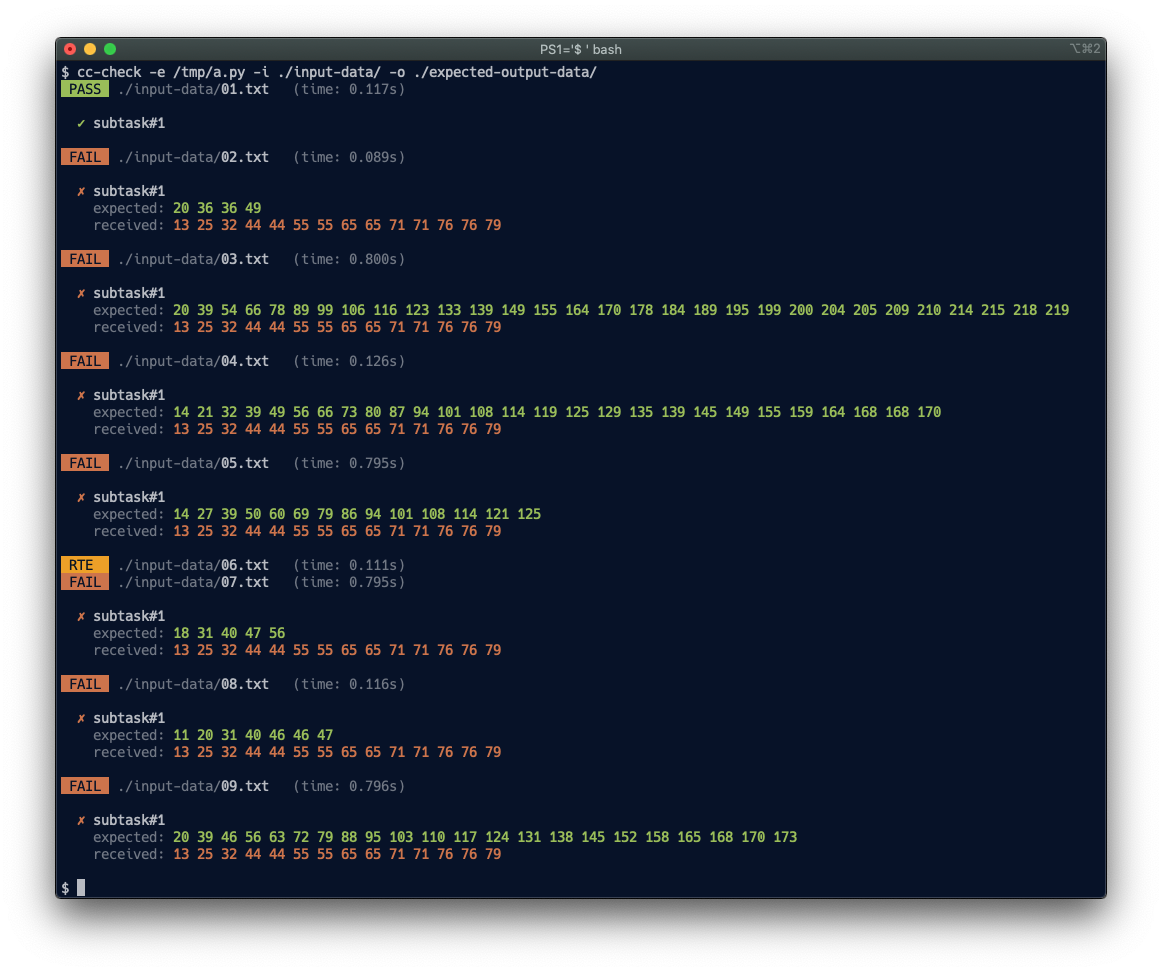 PS1='$ ' bash
⌥⌘2
$ cc-check -e /tmp/a.py -i ./input-data/ -o ./expected-output-data/
PASS ./input-data/01.txt (time: 0.117s)
✓ subtask#1
FAIL ./input-data/02.txt (time: 0.089s)
✗ subtask#1
expected: 20 36 36 49
received: 13 25 32 44 44 55 55 65 65 71 71 76 76 79
FAIL ./input-data/03.txt (time: 0.800s)
✗ subtask#1
expected: 20 39 54 66 78 89 99 106 116 123 133 139 149 155 164 170 178 184 189 195 199 200 204 205 209 210 214 215 218 219
received: 13 25 32 44 44 55 55 65 65 71 71 76 76 79
FAIL ./input-data/04.txt (time: 0.126s)
✗ subtask#1
expected: 14 21 32 39 49 56 66 73 80 87 94 101 108 114 119 125 129 135 139 145 149 155 159 164 168 168 170
received: 13 25 32 44 44 55 55 65 65 71 71 76 76 79
FAIL ./input-data/05.txt (time: 0.795s)
✗ subtask#1
expected: 14 27 39 50 60 69 79 86 94 101 108 114 121 125
received: 13 25 32 44 44 55 55 65 65 71 71 76 76 79
RTE ./input-data/06.txt (time: 0.111s)
FAIL ./input-data/07.txt (time: 0.795s)
✗ subtask#1
expected: 18 31 40 47 56
received: 13 25 32 44 44 55 55 65 65 71 71 76 76 79
FAIL ./input-data/08.txt (time: 0.116s)
✗ subtask#1
expected: 11 20 31 40 46 46 47
received: 13 25 32 44 44 55 55 65 65 71 71 76 76 79
FAIL ./input-data/09.txt (time: 0.796s)
✗ subtask#1
expected: 20 39 46 56 63 72 79 88 95 103 110 117 124 131 138 145 152 158 165 168 170 173
received: 13 25 32 44 44 55 55 65 65 71 71 76 76 79
$